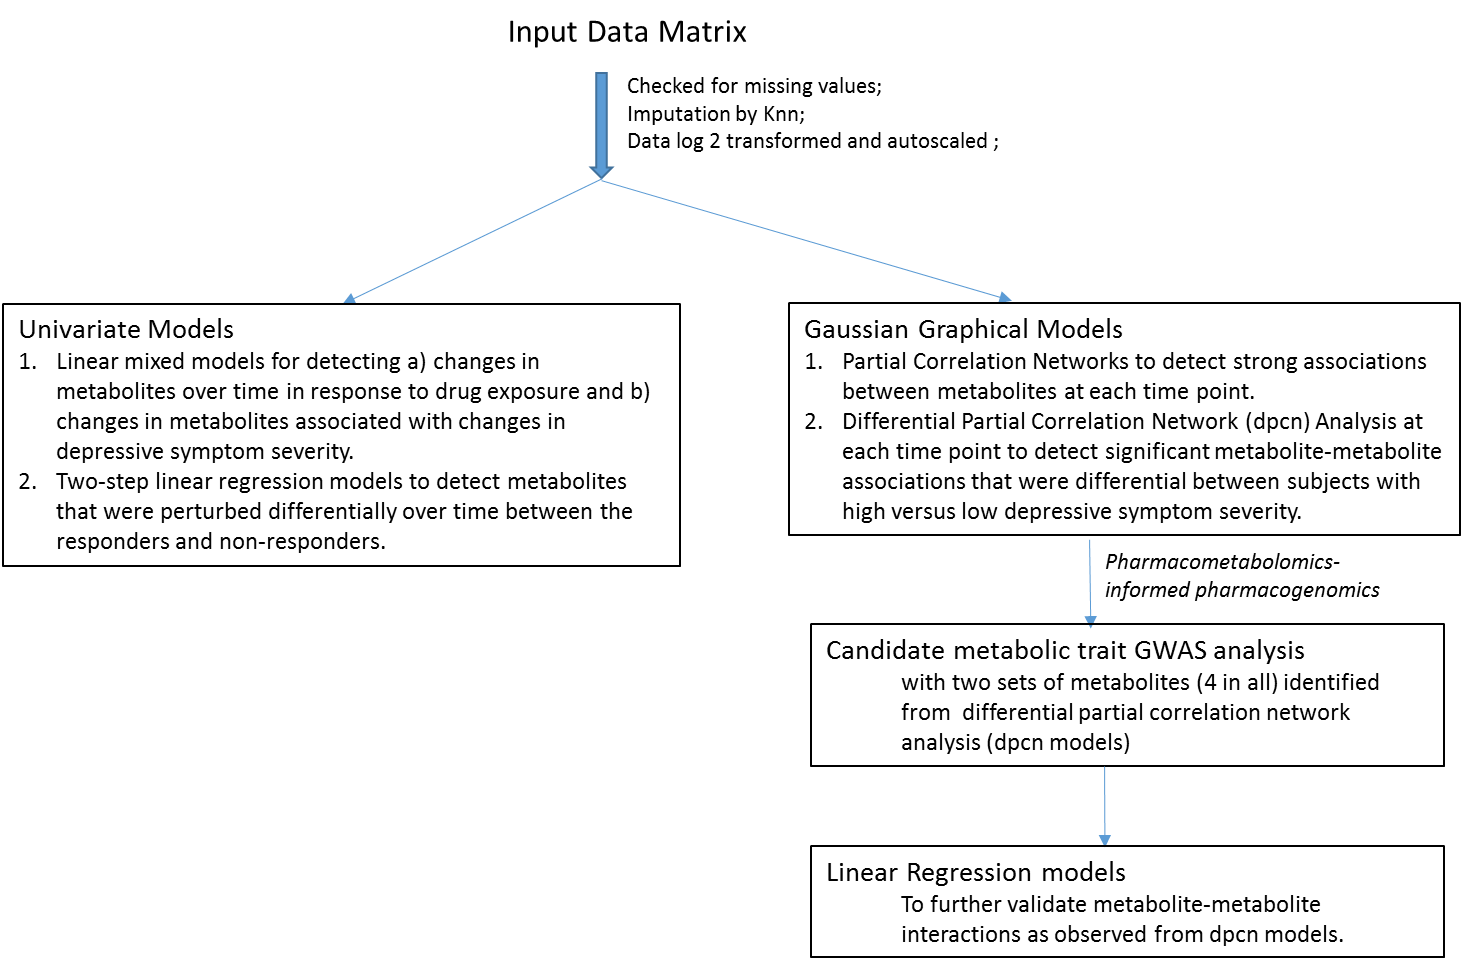 Input Data Matrix
Checked for missing values;
Imputation by Knn;
Data log 2 transformed and autoscaled ;
Univariate Models
1. Linear mixed models for detecting a) changes in
metabolites over time in response to drug exposure and b)
changes in metabolites associated with changes in
depressive symptom severity.
2. Two-step linear regression models to detect metabolites
that were perturbed differentially over time between the
responders and non-responders.
Gaussian Graphical Models
1. Partial Correlation Networks to detect strong associations
between metabolites at each time point.
2. Differential Partial Correlation Network (dpcn) Analysis at
each time point to detect significant metabolite-metabolite
associations that were differential between subjects with
high versus low depressive symptom severity.
Pharmacometabolomics-
informed pharmacogenomics
Candidate metabolic trait GWAS analysis
with two sets of metabolites (4 in all) identified
from differential partial correlation network
analysis (dpcn models)
Linear Regression models
To further validate metabolite-metabolite
interactions as observed from dpcn models.